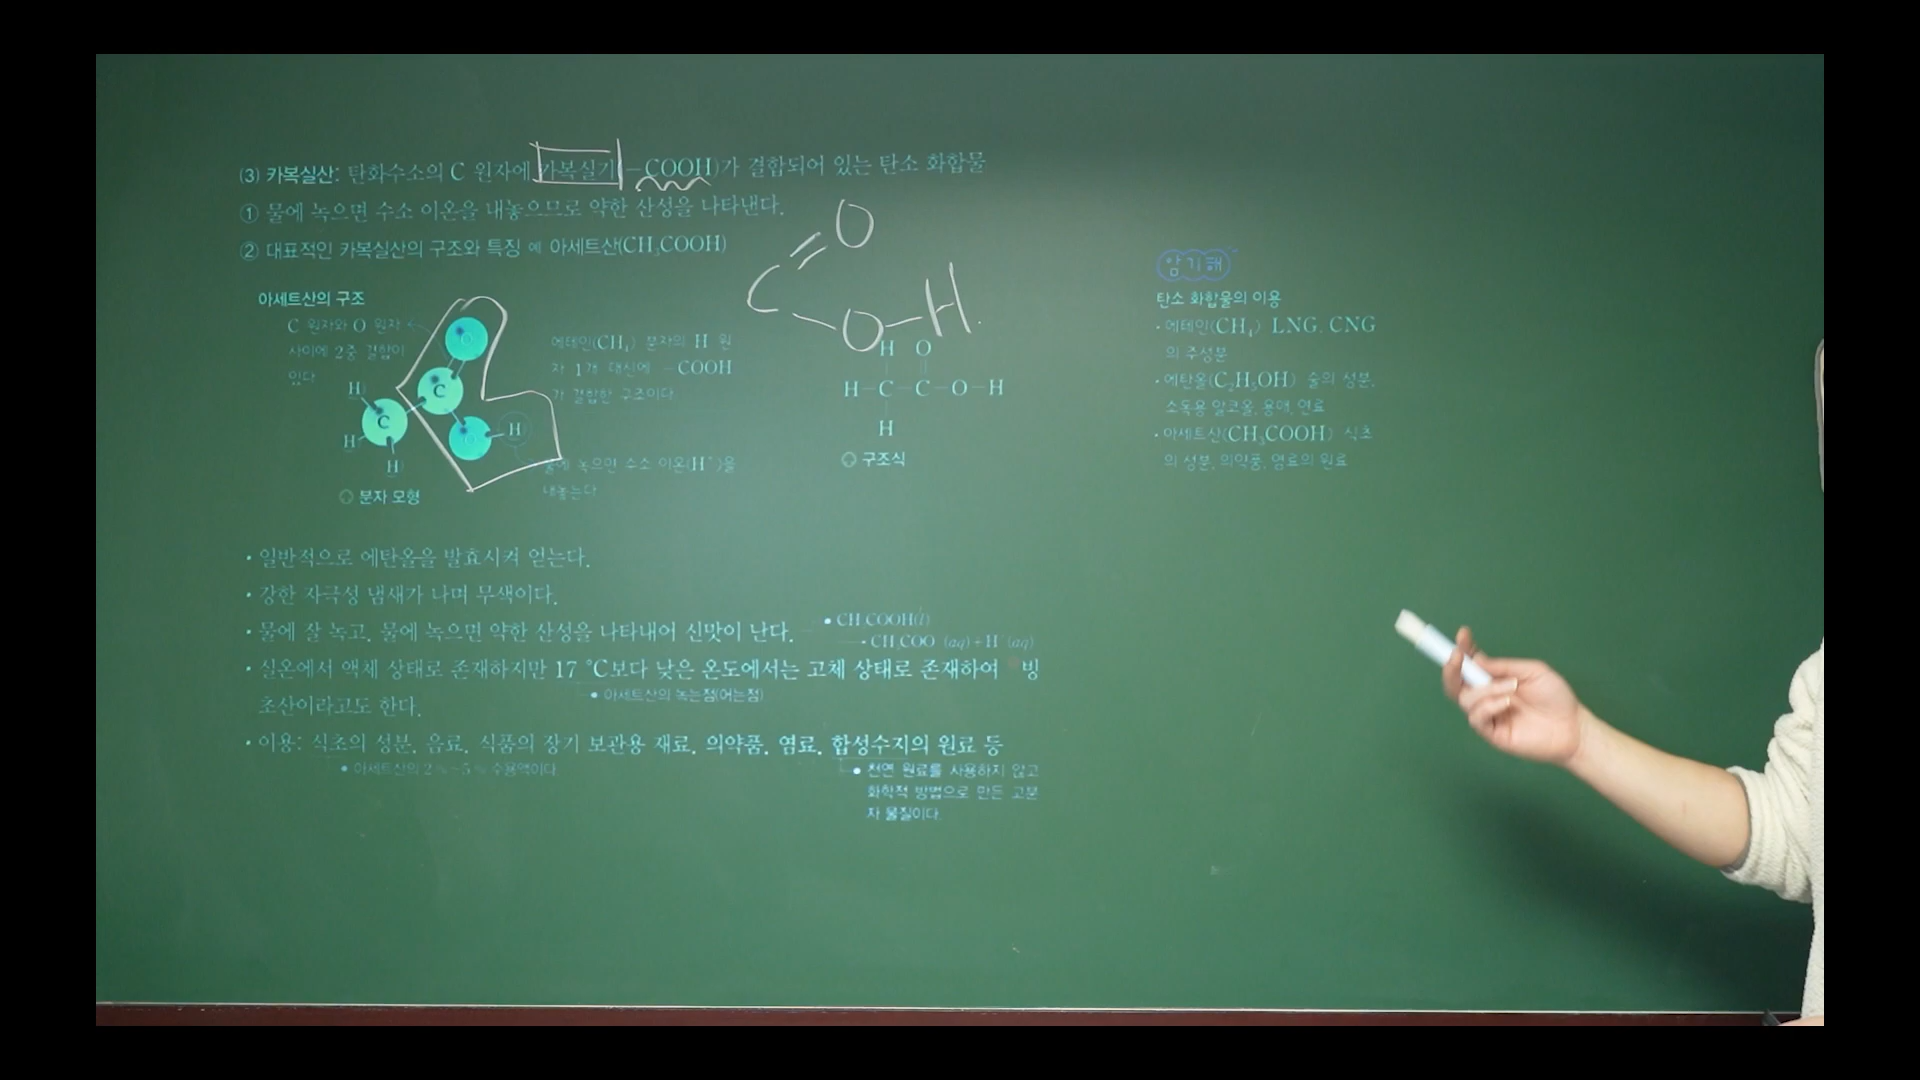 (3) 카복실산: 탄화수소의 C 원자에 카복실기(-COOH)가 결합되어 있는 탄소 화합물
① 물에 녹으면 수소 이온을 내놓으므로 약한 산성을 나타낸다.
② 대표적인 카복실산의 구조와 특징 예 아세트산(CH₃COOH)
아세트산의 구조
C 원자와 O 원자
사이에 2중 결합이
있다
O
C
C
O
H
H
H
H
분자 모형
메테인(CH₄) 분자의 H 원
자 1개 대신에 -COOH
가 결합한 구조이다
물에 녹으면 수소 이온(H⁺)을
내놓는다
O
C
O-H
H O
H-C-C-O-H
H
구조식
암기해
탄소 화합물의 이용
· 메테인(CH₄) LNG, CNG
의 주성분
· 에탄올(C₂H₅OH) 술의 성분,
소독용 알코올, 용매, 연료
· 아세트산(CH₃COOH) 식초
의 성분, 의약품, 염료의 원료
· 일반적으로 에탄올을 발효시켜 얻는다.
· 강한 자극성 냄새가 나며 무색이다.
· 물에 잘 녹고, 물에 녹으면 약한 산성을 나타내어 신맛이 난다.
CH₃COOH(l)
→ CH₃COO⁻(aq)+H⁺(aq)
· 실온에서 액체 상태로 존재하지만 17 ℃보다 낮은 온도에서는 고체 상태로 존재하여 빙
초산이라고도 한다.
아세트산의 녹는점(어는점)
· 이용: 식초의 성분, 음료, 식품의 장기 보관용 재료, 의약품, 염료, 합성수지의 원료 등
아세트산의 2 %~5 % 수용액이다
천연 원료를 사용하지 않고
화학적 방법으로 만든 고분
자 물질이다.